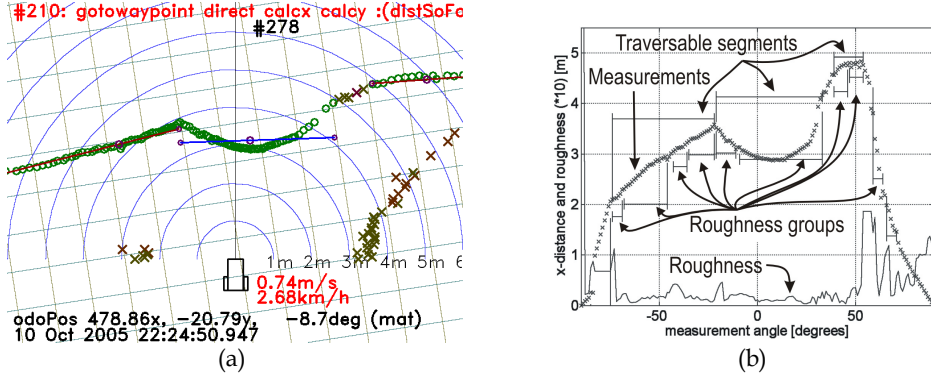 #210: gotowaypoint direct calcx calcy :(distSoFa
#278
1m 2m 3m 4m 5m 6
0.74m/s
2.68km/h
odoPos 478.86x, -20.79y, -8.7deg (mat)
10 Oct 2005 22:24:50.947
(a)
x-distance and roughness (*10) [m]
5
4
3
2
1
0
Traversable segments
Measurements
Roughness groups
Roughness
-50 0 50
measurement angle [degrees]
(b)